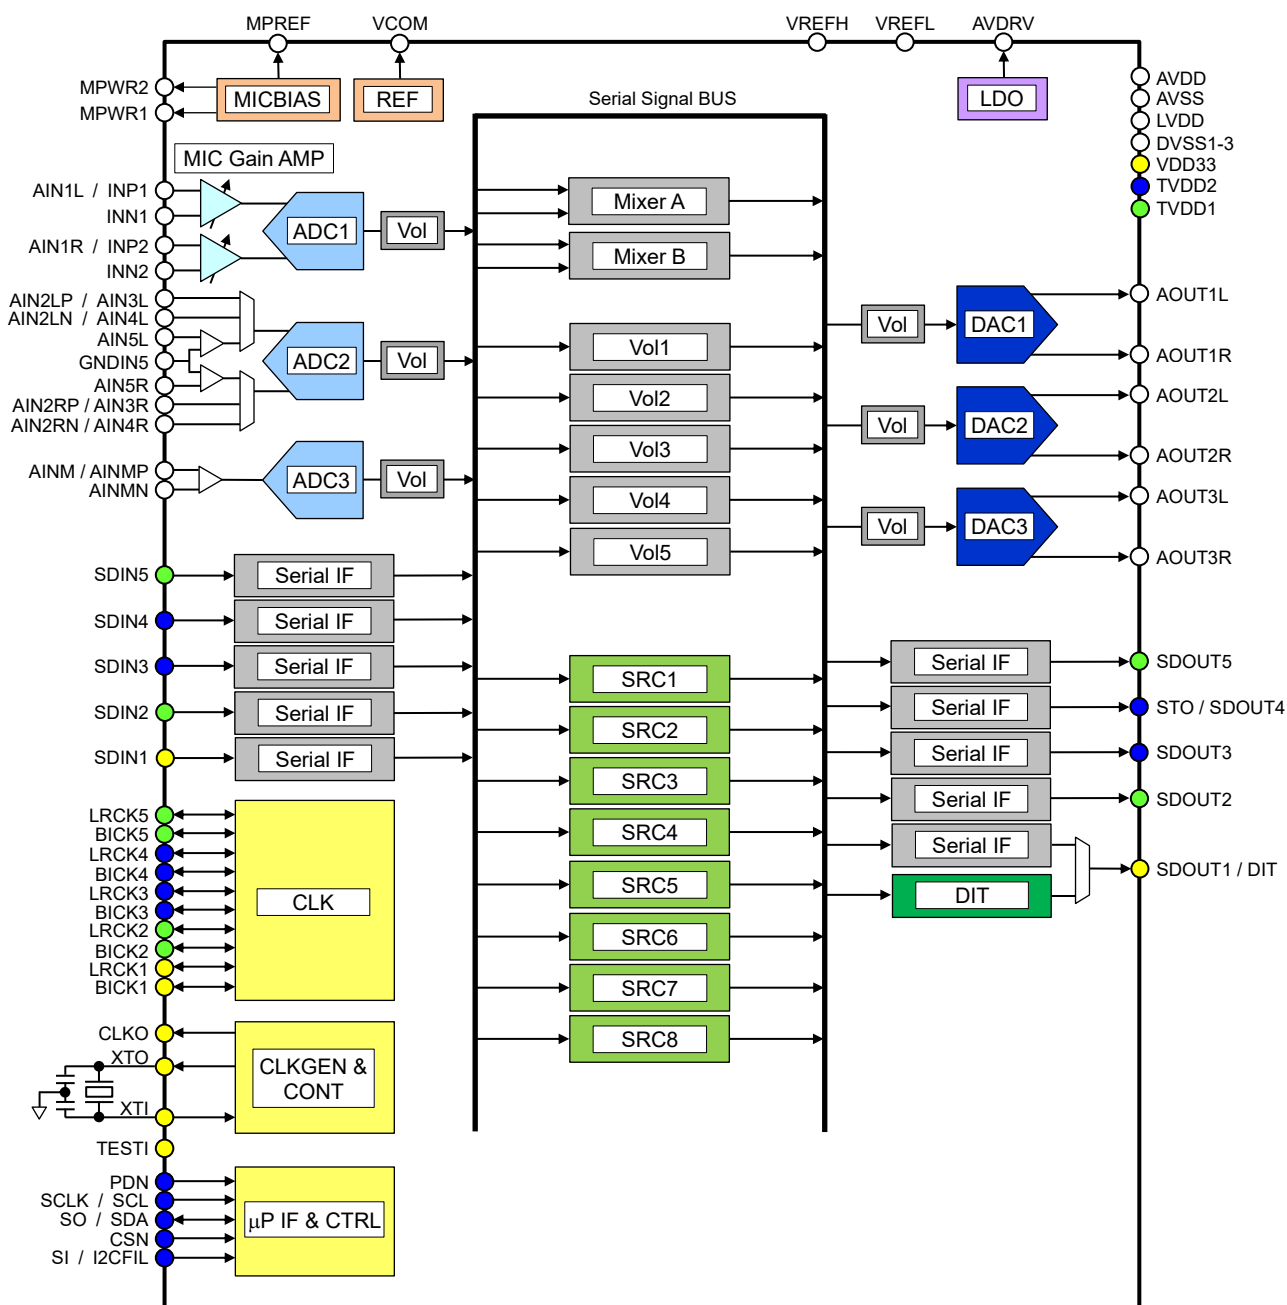 MPREF
VCOM
VREFH
VREFL
AVDRV
MPWR2
MPWR1
MICBIAS
REF
Serial Signal BUS
LDO
AVDD
AVSS
LVDD
DVSS1-3
VDD33
TVDD2
TVDD1
MIC Gain AMP
AIN1L / INP1
INN1
AIN1R / INP2
INN2
ADC1
Vol
Mixer A
Mixer B
AIN2LP / AIN3L
AIN2LN / AIN4L
AIN5L
GNDIN5
AIN5R
AIN2RP / AIN3R
AIN2RN / AIN4R
ADC2
Vol
AINM / AINMP
AINMN
ADC3
Vol
Vol1
Vol2
Vol3
Vol4
Vol5
Vol
DAC1
AOUT1L
AOUT1R
Vol
DAC2
AOUT2L
AOUT2R
Vol
DAC3
AOUT3L
AOUT3R
SDIN5
Serial IF
SDIN4
Serial IF
SDIN3
Serial IF
SDIN2
Serial IF
SDIN1
Serial IF
SRC1
SRC2
SRC3
SRC4
SRC5
SRC6
SRC7
SRC8
Serial IF
SDOUT5
Serial IF
STO / SDOUT4
Serial IF
SDOUT3
Serial IF
SDOUT2
Serial IF
DIT
SDOUT1 / DIT
LRCK5
BICK5
LRCK4
BICK4
LRCK3
BICK3
LRCK2
BICK2
LRCK1
BICK1
CLK
CLKO
XTO
XTI
CLKGEN &
CONT
TESTI
PDN
SCLK / SCL
SO / SDA
CSN
SI / I2CFIL
μP IF & CTRL